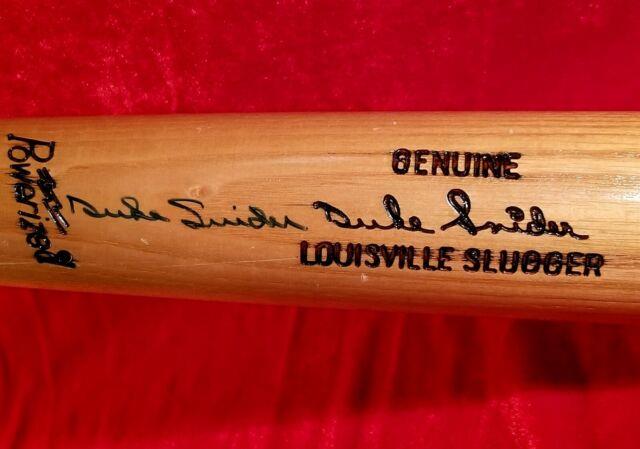 Powerized
Duke Snider
GENUINE
Duke Snider
LOUISVILLE SLUGGER